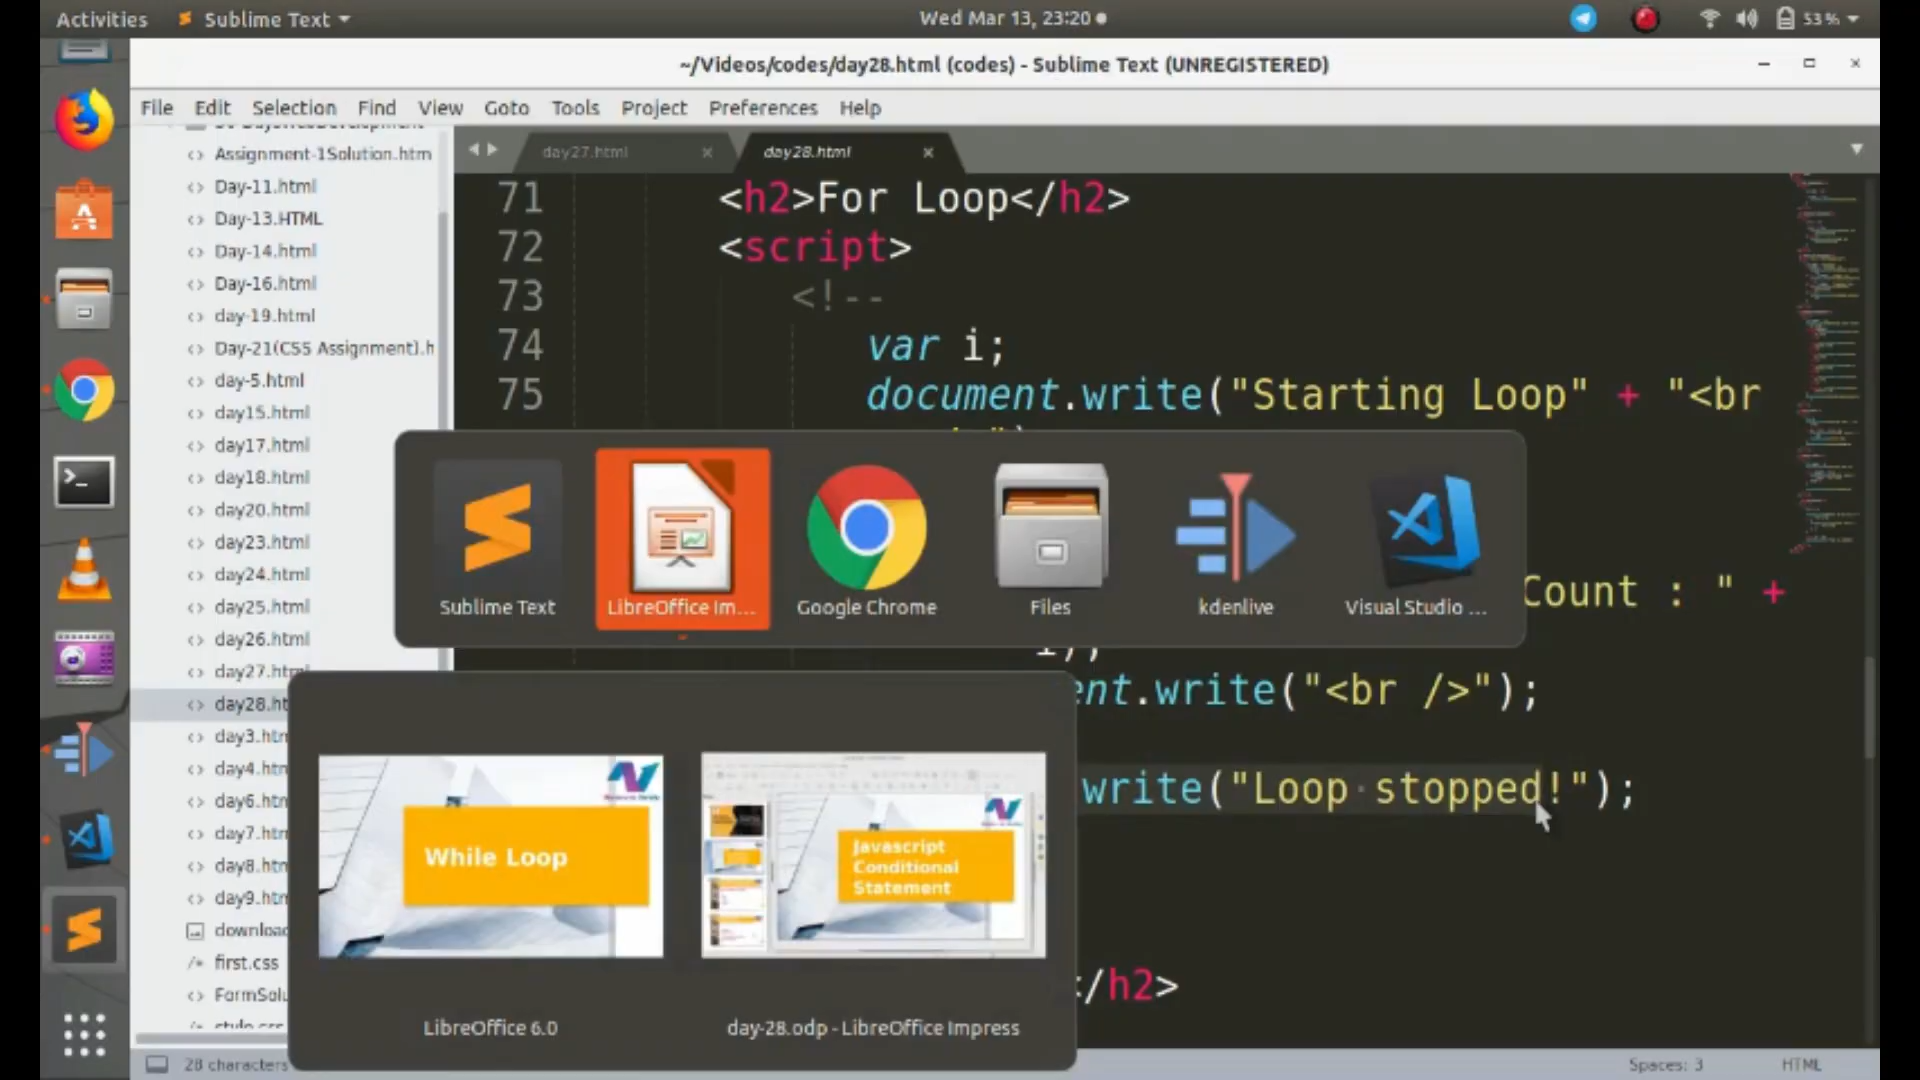 Activities
Sublime Text
Wed Mar 13, 23:20
53 %
~/Videos/codes/day28.html (codes) - Sublime Text (UNREGISTERED)
File Edit Selection Find View Goto Tools Project Preferences Help
Assignment-1Solution.htm
Day-11.html
Day-13.HTML
Day-14.html
Day-16.html
day-19.html
Day-21(CSS Assignment).h
day-5.html
day15.html
day17.html
day18.html
day20.html
day23.html
day24.html
day25.html
day26.html
day27.html
day28.ht
day3.htm
day4.htm
day6.htm
day7.htm
day8.htm
day9.htm
download
first.css
FormSolu
style.css
day27.html
day28.html
71 <h2>For Loop</h2>
72 <script>
73 <!--
74 var i;
75 document.write("Starting Loop" + "<br
Count : " +
i);
ent.write("<br />");
write("Loop stopped!");
/h2>
Sublime Text
LibreOffice Im...
Google Chrome
Files
kdenlive
Visual Studio ...
While Loop
Javascript
Conditional
Statement
LibreOffice 6.0
day-28.odp - LibreOffice Impress
28 characters
Spaces: 3
HTML